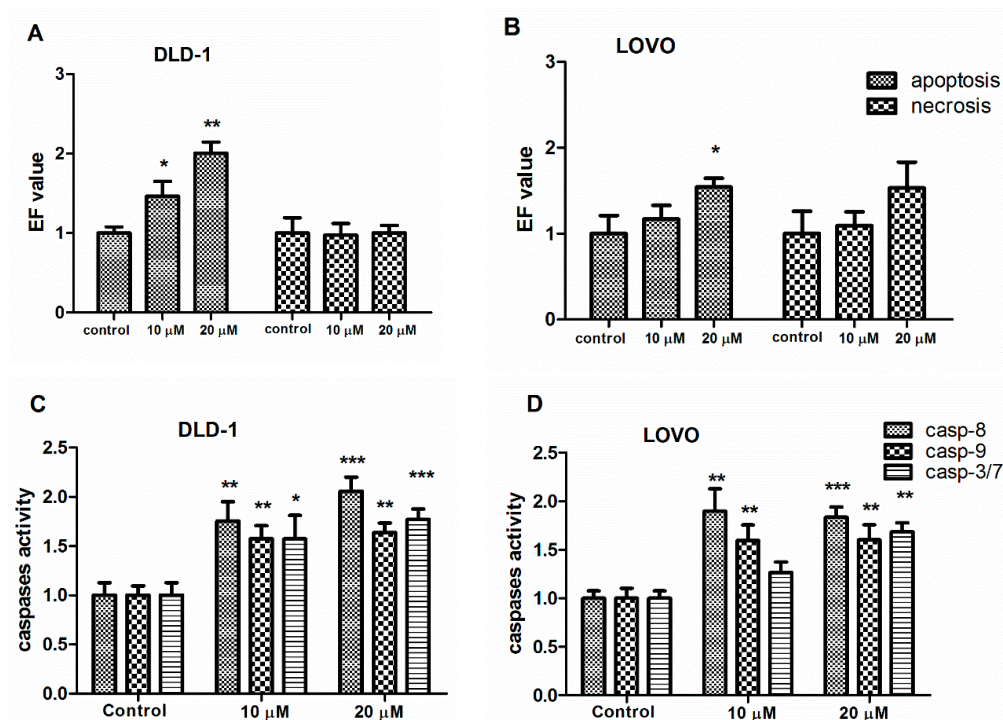 A
DLD-1
EF value
3
2
1
0
*
**
control 10 μM 20 μM control 10 μM 20 μM
B
LOVO
EF value
3
2
1
0
*
apoptosis
necrosis
control 10 μM 20 μM control 10 μM 20 μM
C
DLD-1
caspases activity
2.5
2.0
1.5
1.0
0.5
0.0
** ** * *** ** ***
Control 10 μM 20 μM
D
LOVO
caspases activity
2.5
2.0
1.5
1.0
0.5
0.0
** ** *** ** **
casp-8
casp-9
casp-3/7
Control 10 μM 20 μM